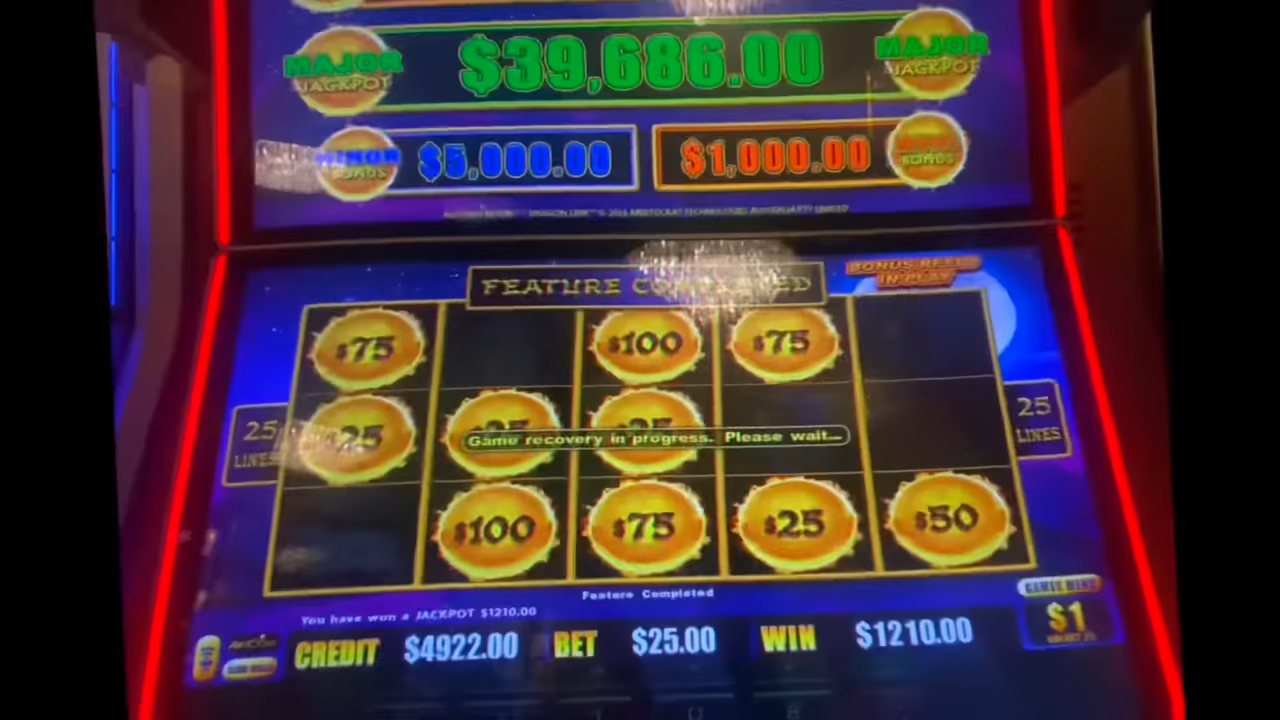 MAJOR JACKPOT $39,686.00 MAJOR JACKPOT
MINOR BONUS $5,000.00 $1,000.00 BONUS
FEATURE
BONUS REELS
IN PLAY
$75 $100 $75
25 LINES
$25
25 LINES
Game recovery in progress. Please wait...
$100 $75 $25 $50
Feature Completed
You have won a JACKPOT $1210.00
CREDIT $4922.00 BET $25.00 WIN $1210.00
$1